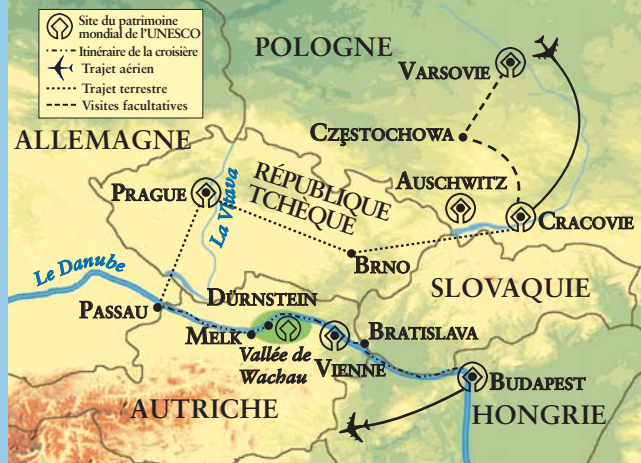 Site du patrimoine
mondial de l'UNESCO
Itinéraire de la croisière
Trajet aérien
Trajet terrestre
Visites facultatives
POLOGNE
VARSOVIE
ALLEMAGNE
CZĘSTOCHOWA
RÉPUBLIQUE
TCHÈQUE
AUSCHWITZ
PRAGUE
La Vltava
CRACOVIE
BRNO
Le Danube
SLOVAQUIE
DÜRNSTEIN
PASSAU
MELK
BRATISLAVA
Vallée de
Wachau
VIENNE
BUDAPEST
AUTRICHE
HONGRIE